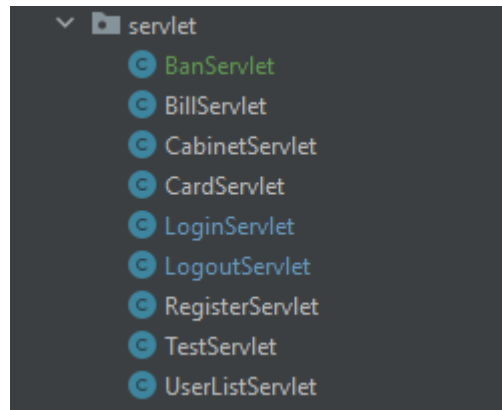 servlet
C BanServlet
C BillServlet
C CabinetServlet
C CardServlet
C LoginServlet
C LogoutServlet
C RegisterServlet
C TestServlet
C UserListServlet